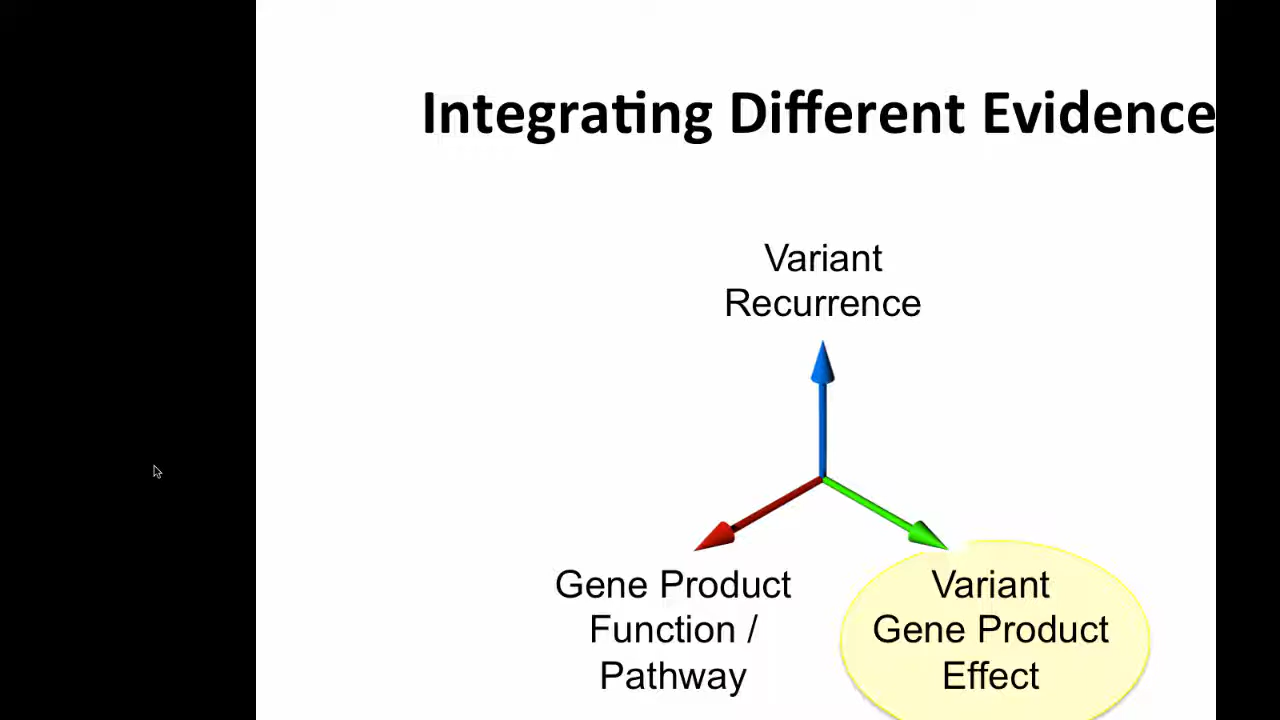 Integrating Different Evidence
Variant
Recurrence
Gene Product
Function /
Pathway
Variant
Gene Product
Effect